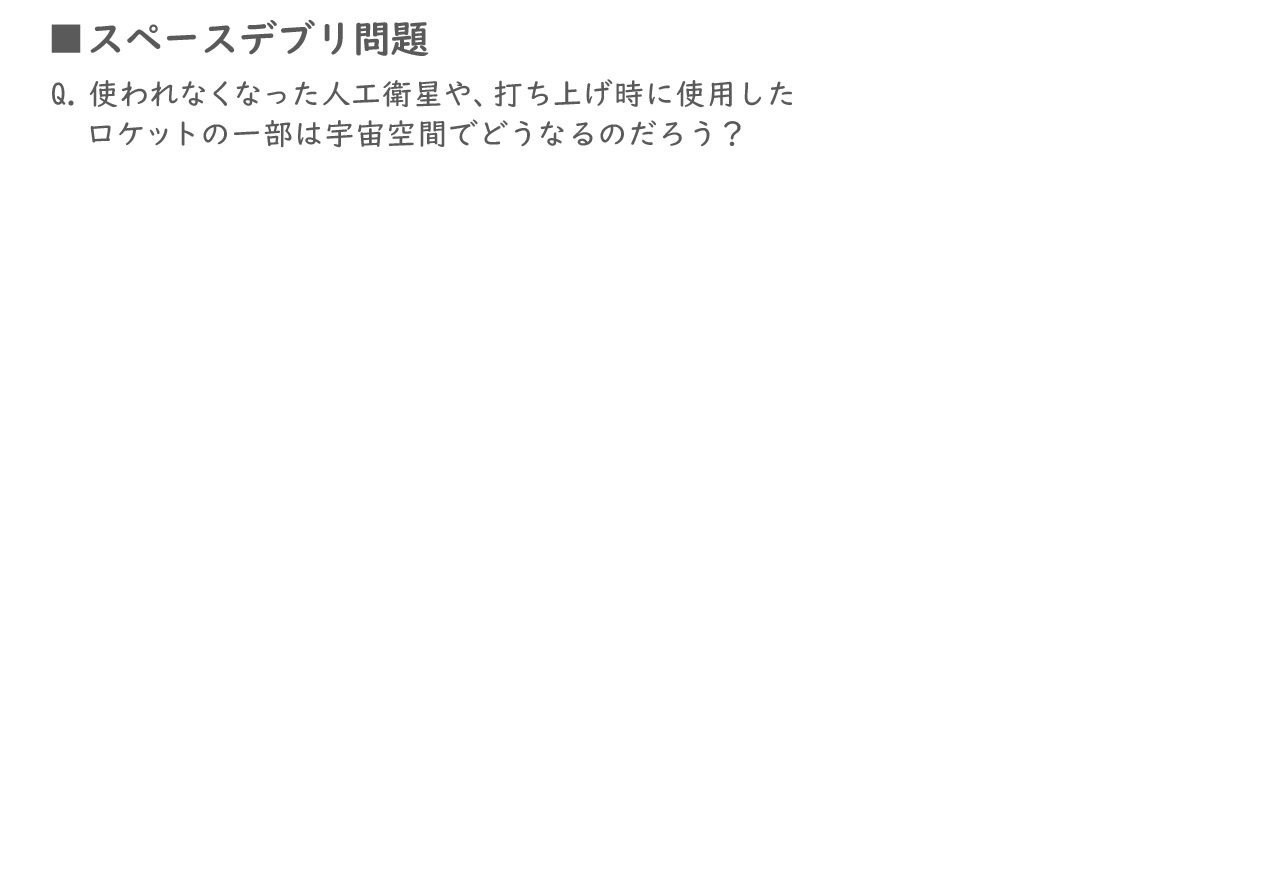 ■スペースデブリ問題
Q. 使われなくなった人工衛星や、打ち上げ時に使用した
ロケットの一部は宇宙空間でどうなるのだろう？